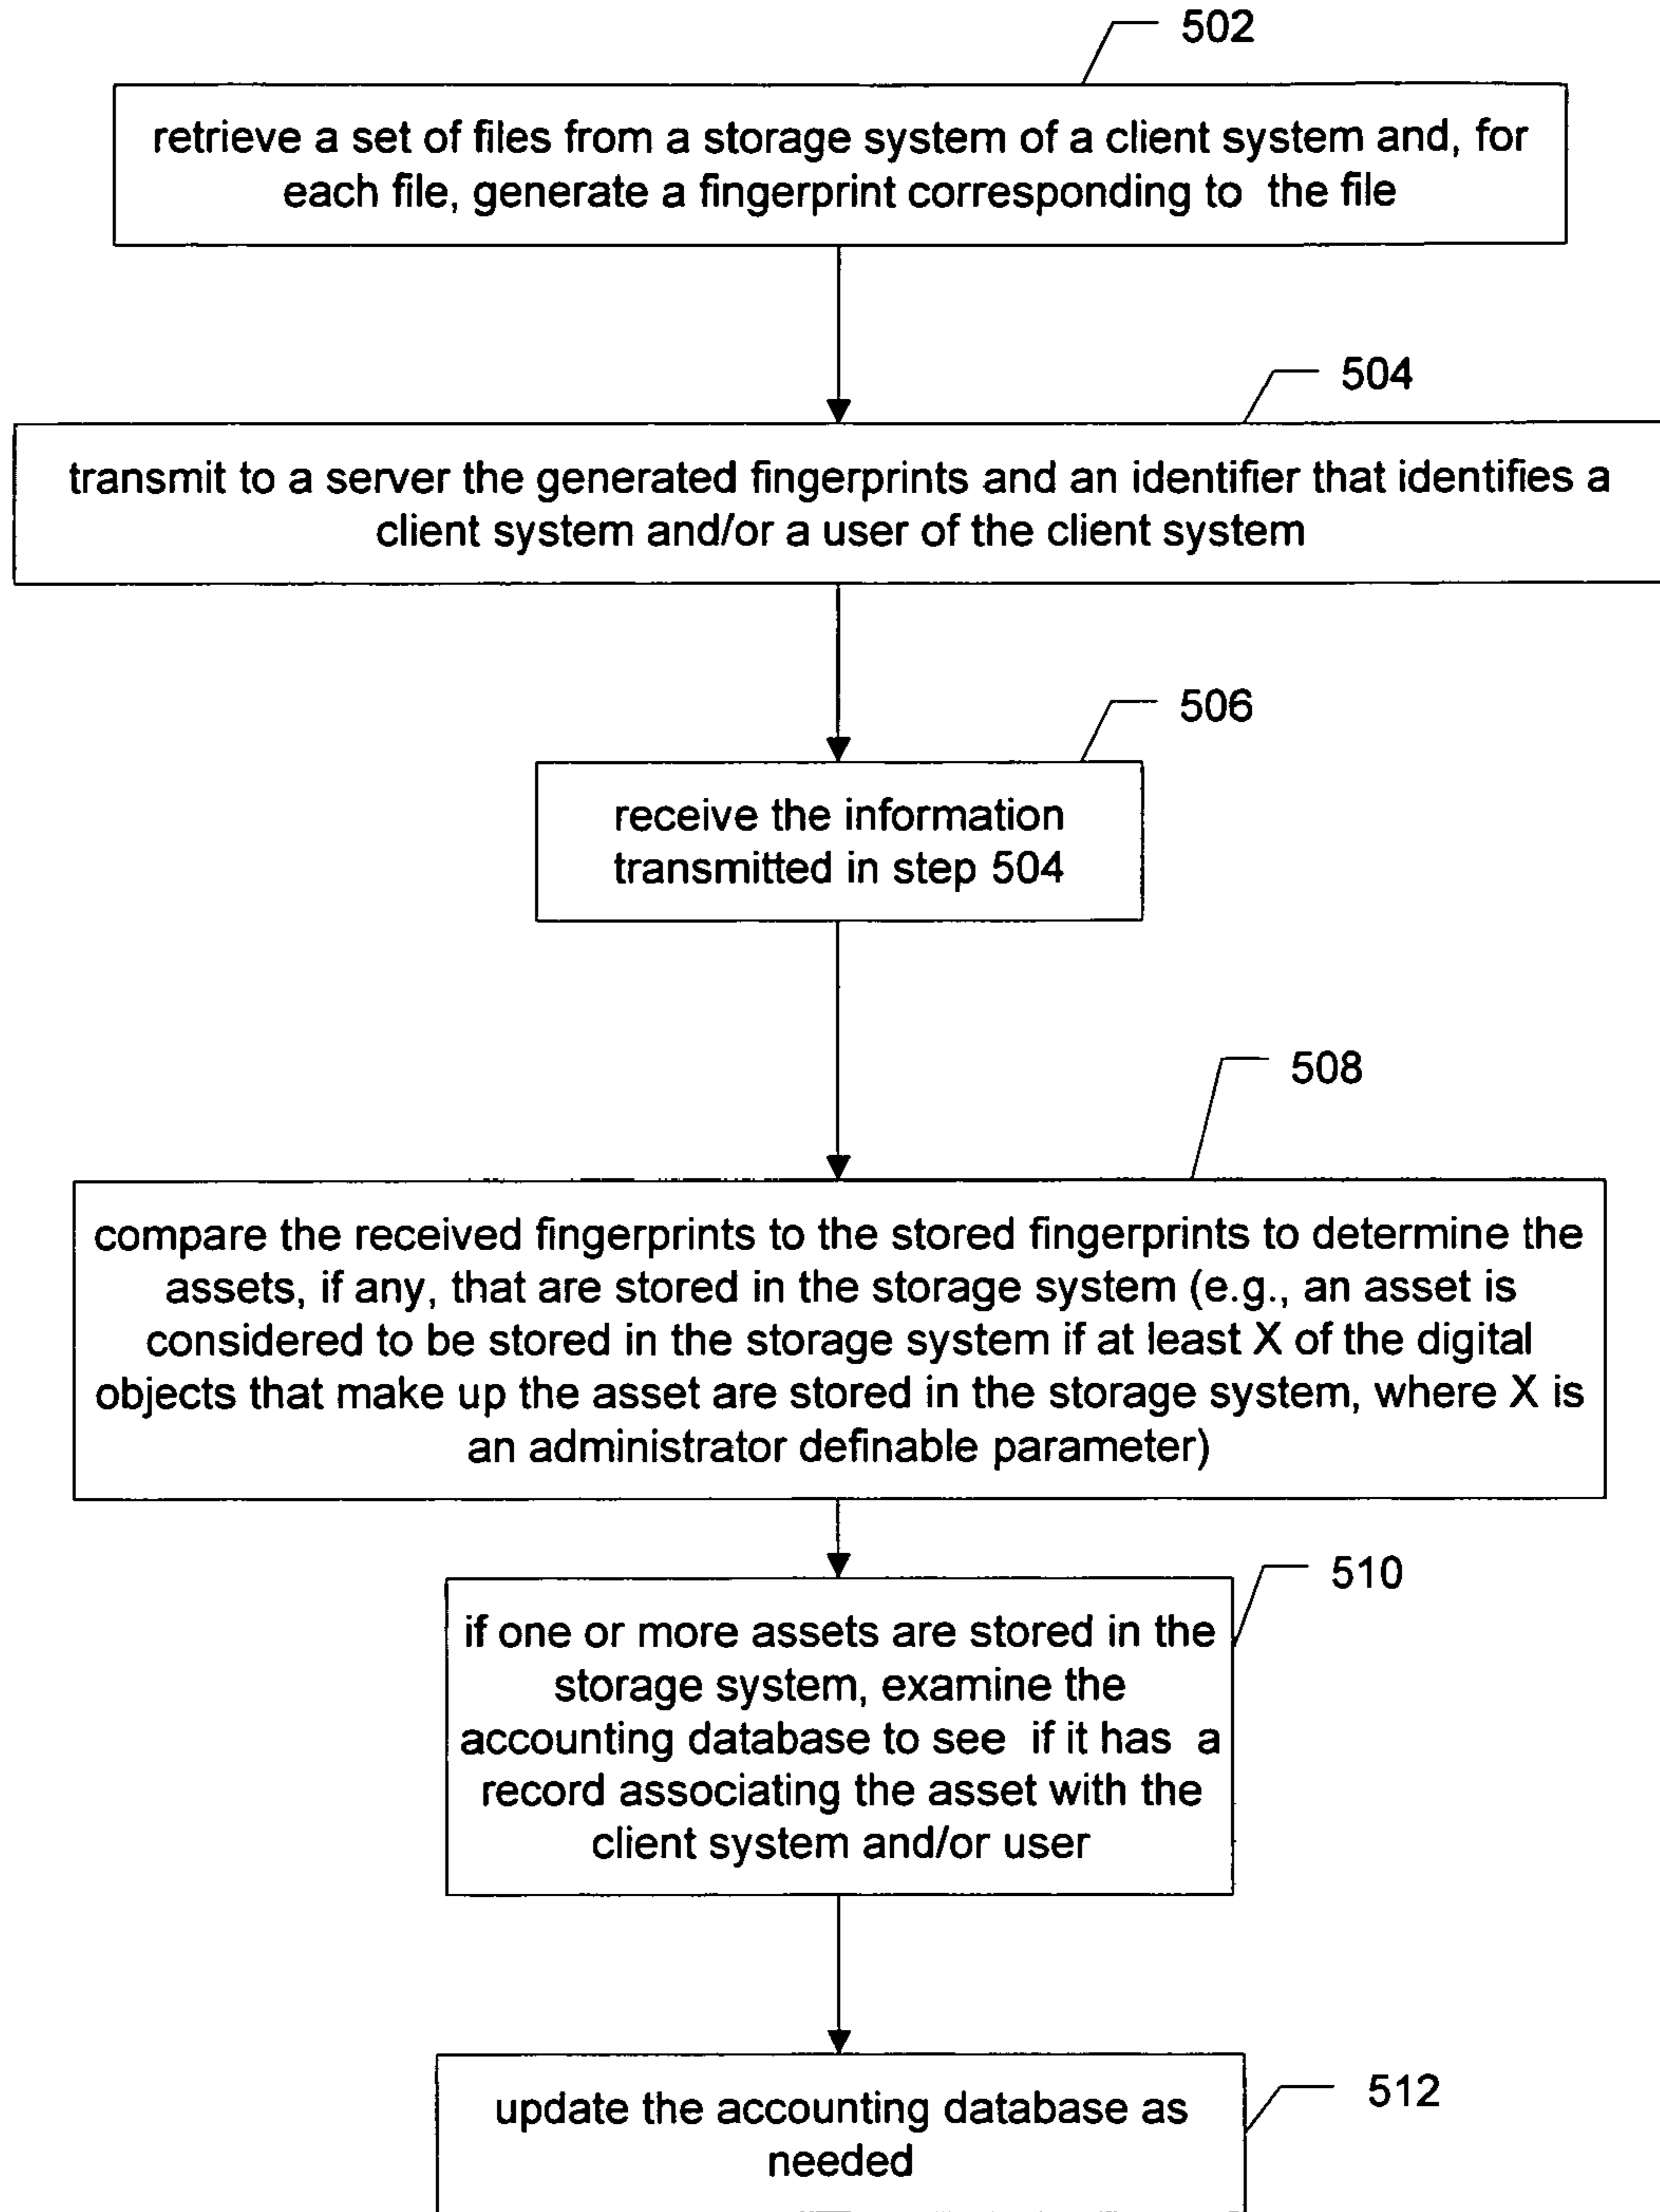 502
retrieve a set of files from a storage system of a client system and, for
each file, generate a fingerprint corresponding to the file
504
transmit to a server the generated fingerprints and an identifier that identifies a
client system and/or a user of the client system
506
receive the information
transmitted in step 504
508
compare the received fingerprints to the stored fingerprints to determine the
assets, if any, that are stored in the storage system (e.g., an asset is
considered to be stored in the storage system if at least X of the digital
objects that make up the asset are stored in the storage system, where X is
an administrator definable parameter)
510
if one or more assets are stored in the
storage system, examine the
accounting database to see if it has a
record associating the asset with the
client system and/or user
512
update the accounting database as
needed